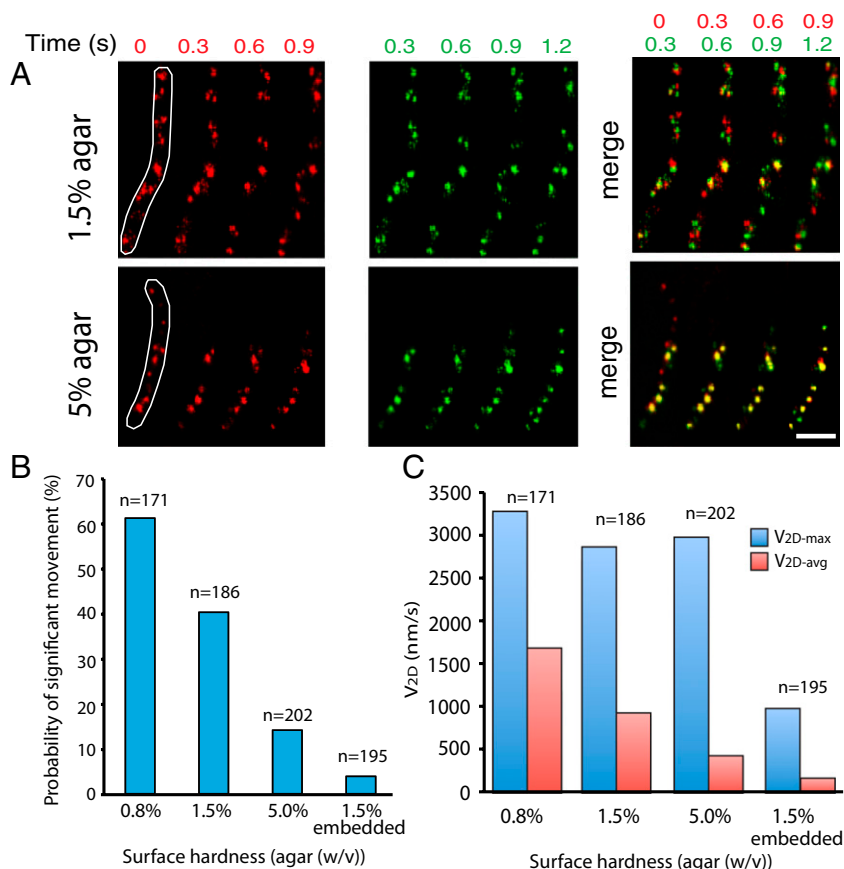 Time (s) 0 0.3 0.6 0.9
0.3 0.6 0.9 1.2
0 0.3 0.6 0.9
0.3 0.6 0.9 1.2
A
1.5% agar
merge
5% agar
merge
B
Probability of significant movement (%)
70
60
50
40
30
20
10
0
n=171
n=186
n=202
n=195
0.8% 1.5% 5.0% 1.5%
embedded
Surface hardness (agar (w/v))
C
V2D (nm/s)
3500
3000
2500
2000
1500
1000
500
0
n=171
n=186
n=202
n=195
V2D-max
V2D-avg
0.8% 1.5% 5.0% 1.5%
embedded
Surface hardness (agar (w/v))